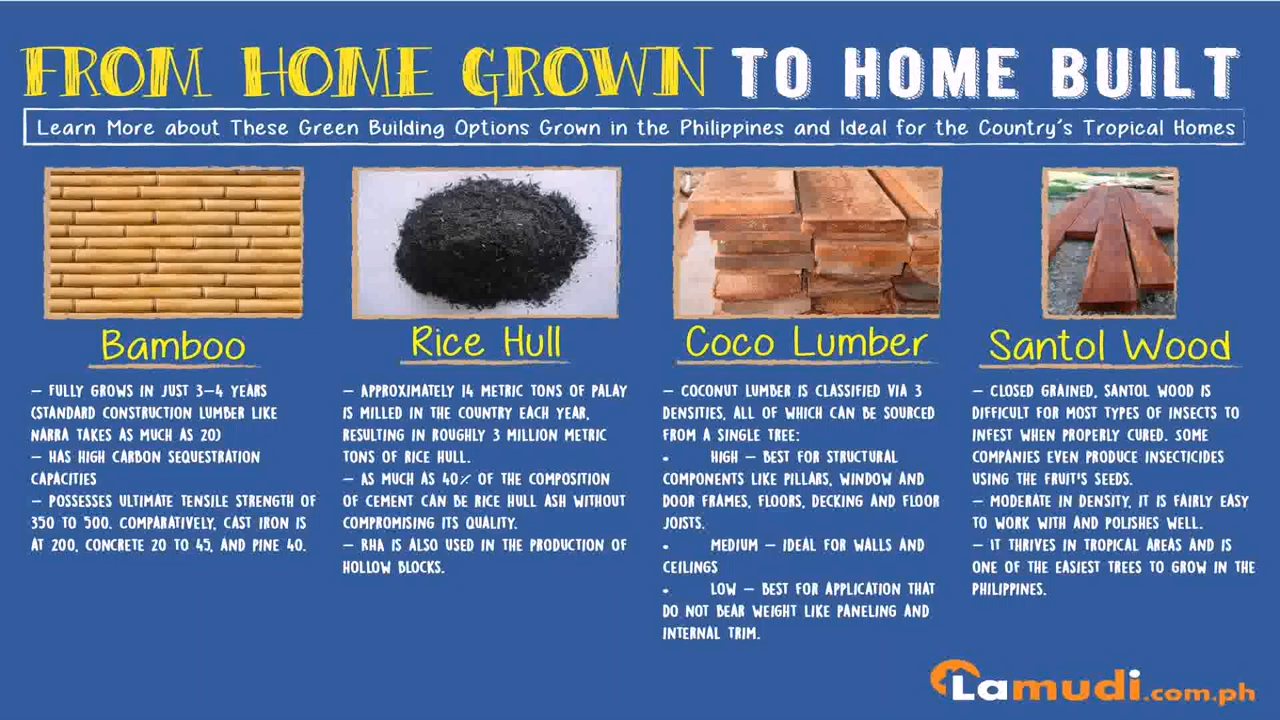 FROM HOME GROWN TO HOME BUILT
Learn More about These Green Building Options Grown in the Philippines and Ideal for the Country's Tropical Homes
Bamboo
– FULLY GROWS IN JUST 3–4 YEARS
(STANDARD CONSTRUCTION LUMBER LIKE
NARRA TAKES AS MUCH AS 20)
– HAS HIGH CARBON SEQUESTRATION
CAPACITIES
– POSSESSES ULTIMATE TENSILE STRENGTH OF
350 TO 500. COMPARATIVELY, CAST IRON IS
AT 200, CONCRETE 20 TO 45, AND PINE 40.
Rice Hull
– APPROXIMATELY 14 METRIC TONS OF PALAY
IS MILLED IN THE COUNTRY EACH YEAR,
RESULTING IN ROUGHLY 3 MILLION METRIC
TONS OF RICE HULL.
– AS MUCH AS 40% OF THE COMPOSITION
OF CEMENT CAN BE RICE HULL ASH WITHOUT
COMPROMISING ITS QUALITY.
– RHA IS ALSO USED IN THE PRODUCTION OF
HOLLOW BLOCKS.
Coco Lumber
– COCONUT LUMBER IS CLASSIFIED VIA 3
DENSITIES, ALL OF WHICH CAN BE SOURCED
FROM A SINGLE TREE:
• HIGH – BEST FOR STRUCTURAL
COMPONENTS LIKE PILLARS, WINDOW AND
DOOR FRAMES, FLOORS, DECKING AND FLOOR
JOISTS.
• MEDIUM – IDEAL FOR WALLS AND
CEILINGS
• LOW – BEST FOR APPLICATION THAT
DO NOT BEAR WEIGHT LIKE PANELING AND
INTERNAL TRIM.
Santol Wood
– CLOSED GRAINED, SANTOL WOOD IS
DIFFICULT FOR MOST TYPES OF INSECTS TO
INFEST WHEN PROPERLY CURED. SOME
COMPANIES EVEN PRODUCE INSECTICIDES
USING THE FRUIT'S SEEDS.
– MODERATE IN DENSITY, IT IS FAIRLY EASY
TO WORK WITH AND POLISHES WELL.
– IT THRIVES IN TROPICAL AREAS AND IS
ONE OF THE EASIEST TREES TO GROW IN THE
PHILIPPINES.
Lamudi.com.ph